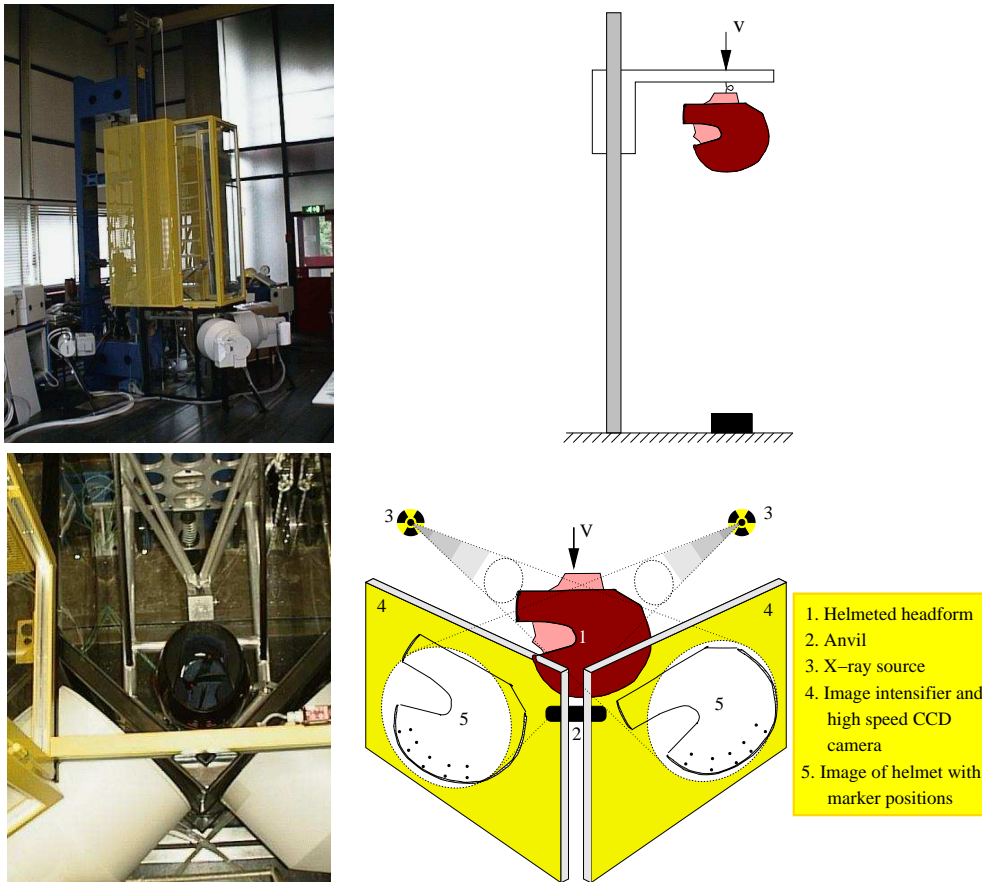 v
3
V
3
4
4
1
5
5
2
1. Helmeted headform
2. Anvil
3. X−ray source
4. Image intensifier and
high speed CCD
camera
5. Image of helmet with
marker positions